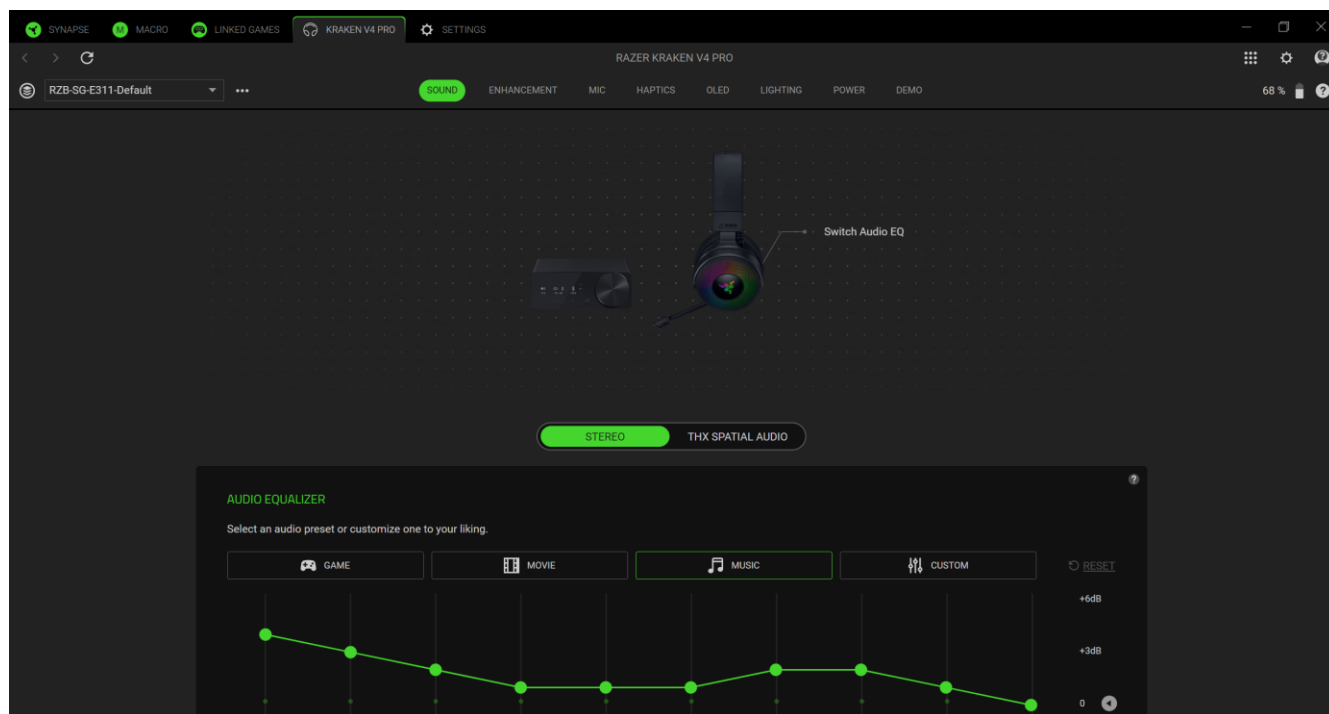 SYNAPSE MACRO LINKED GAMES KRAKEN V4 PRO SETTINGS
RAZER KRAKEN V4 PRO
RZB-SG-E311-Default SOUND ENHANCEMENT MIC HAPTICS OLED LIGHTING POWER DEMO 68 %
Switch Audio EQ
STEREO THX SPATIAL AUDIO
AUDIO EQUALIZER
Select an audio preset or customize one to your liking.
GAME MOVIE MUSIC CUSTOM RESET
+6dB
+3dB
0